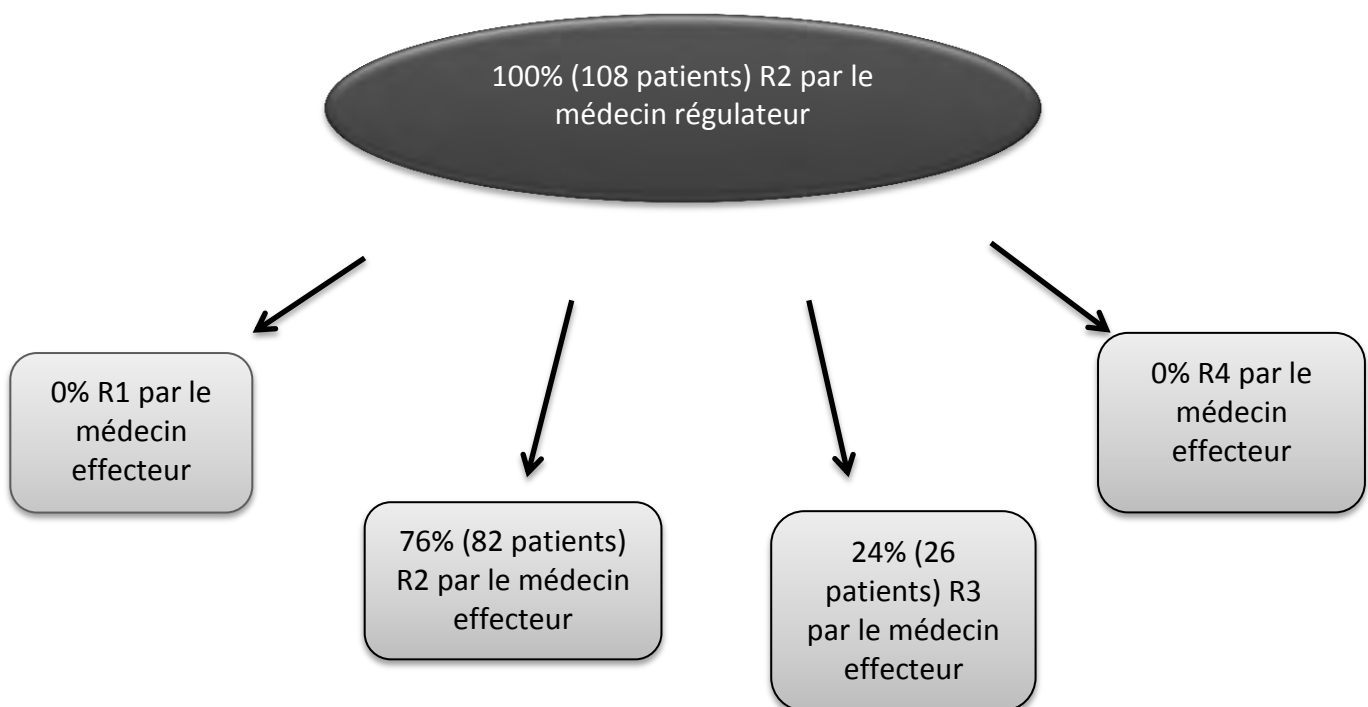 100% (108 patients) R2 par le
médecin régulateur
0% R1 par le
médecin
effecteur
76% (82 patients)
R2 par le médecin
effecteur
24% (26
patients) R3
par le médecin
effecteur
0% R4 par le
médecin
effecteur